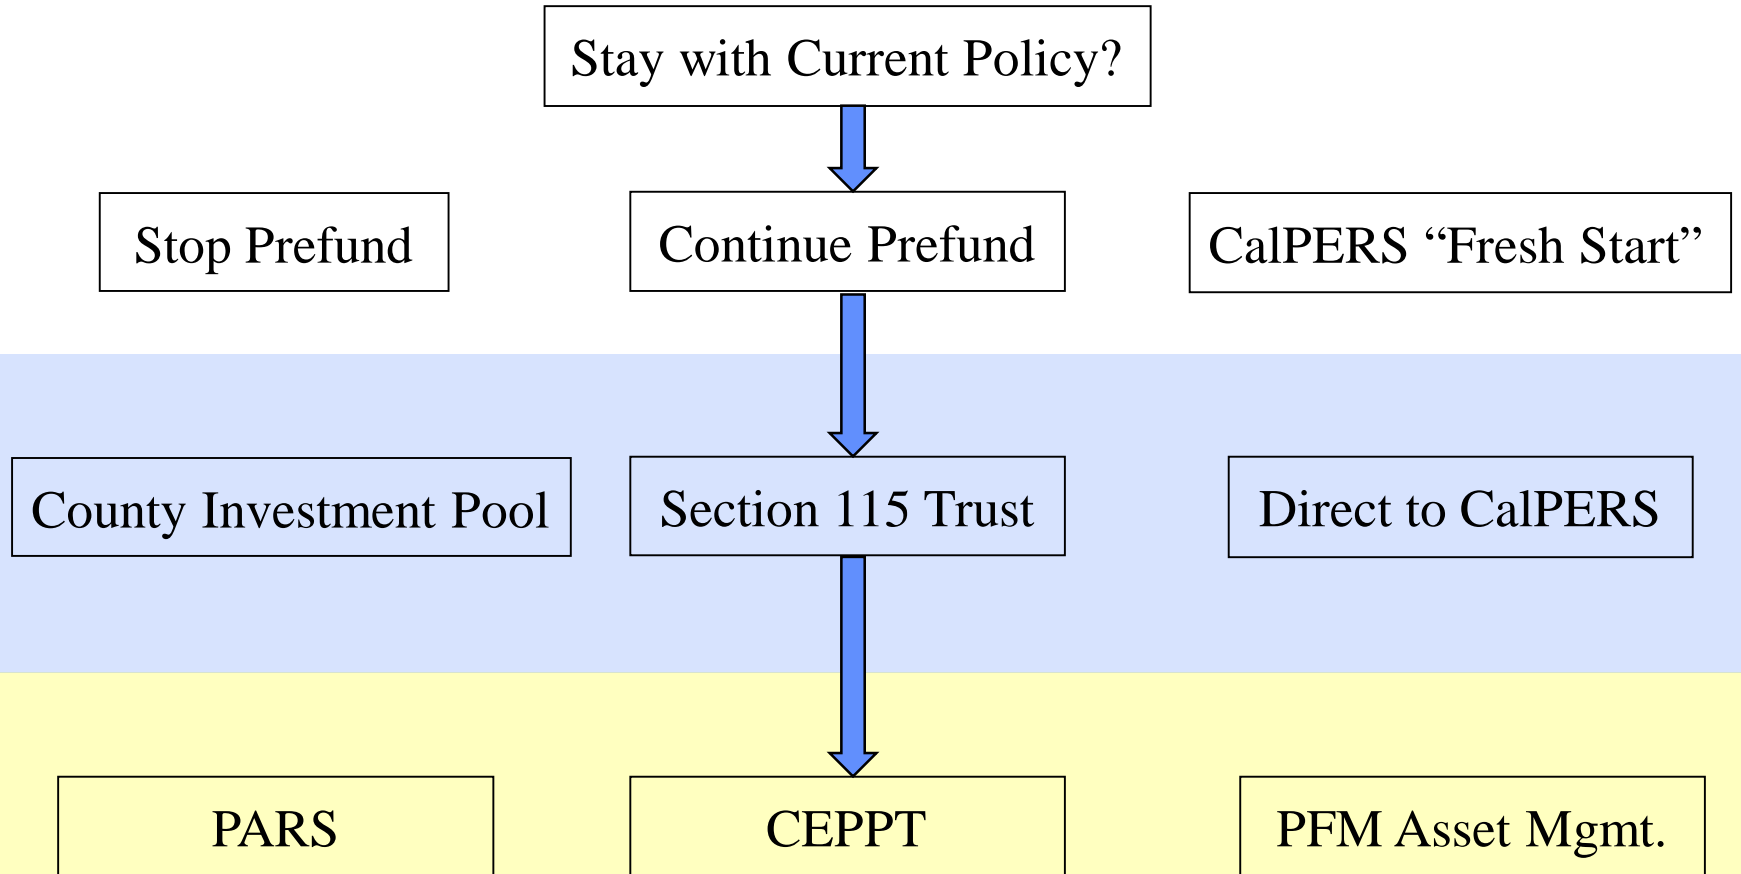 Stay with Current Policy?
Stop Prefund
Continue Prefund
CalPERS “Fresh Start”
County Investment Pool
Section 115 Trust
Direct to CalPERS
PARS
CEPPT
PFM Asset Mgmt.